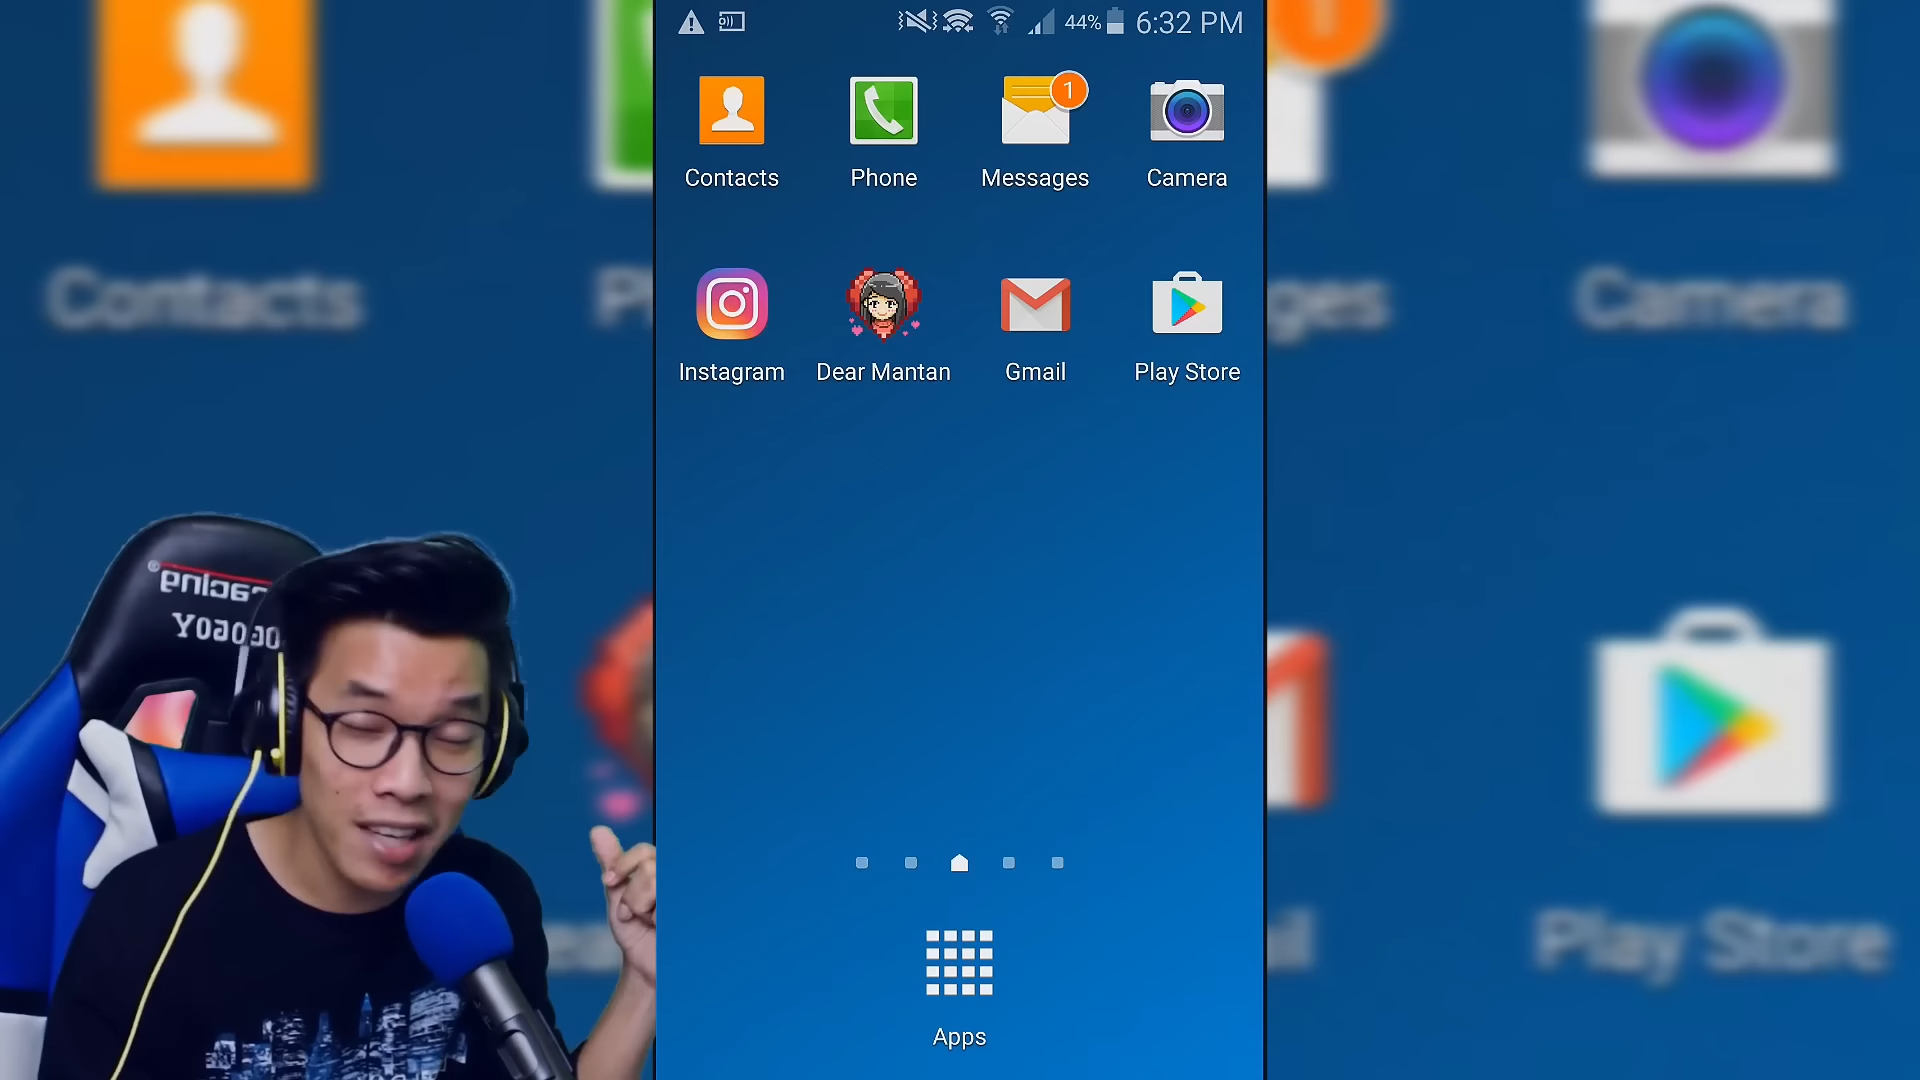 44% 6:32 PM
Contacts Phone Messages Camera
1
Instagram Dear Mantan Gmail Play Store
Apps
Contacts
Camera
Play Store
racing